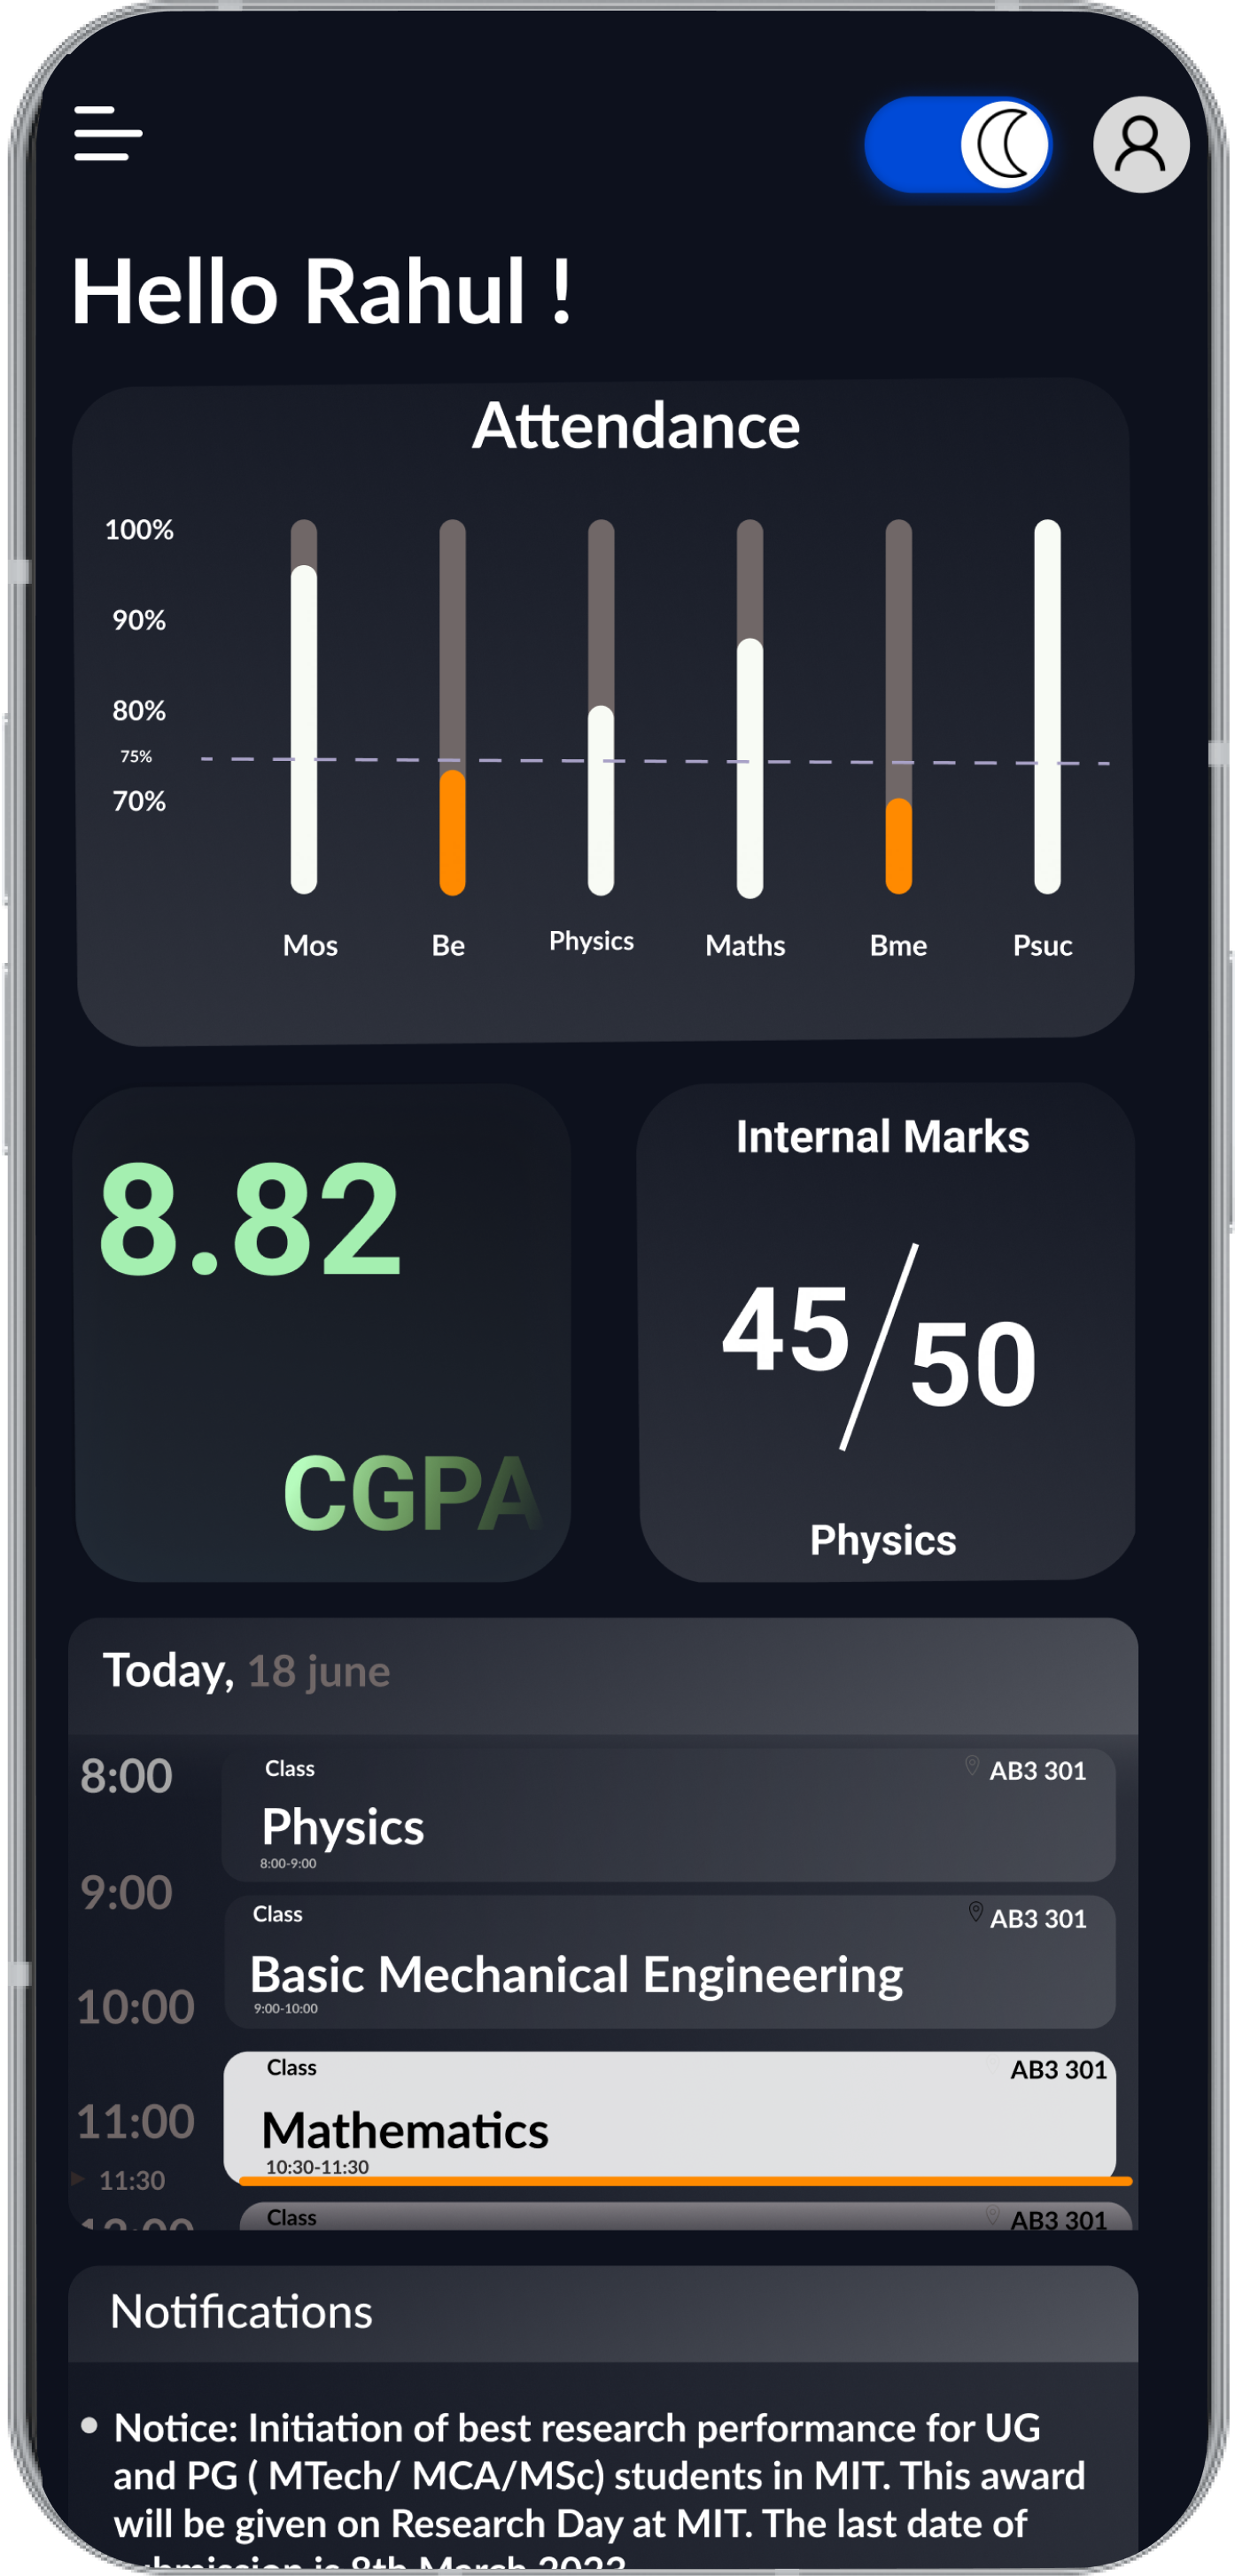 Hello Rahul !
Attendance
100%
90%
80%
75%
70%
Mos Be Physics Maths Bme Psuc
8.82
CGPA
Internal Marks
45/50
Physics
Today, 18 june
8:00
Class AB3 301
Physics
8:00-9:00
9:00
Class AB3 301
Basic Mechanical Engineering
9:00-10:00
10:00
Class AB3 301
11:00
Mathematics
10:30-11:30
11:30
Class AB3 301
Notifications
Notice: Initiation of best research performance for UG
and PG ( MTech/ MCA/MSc) students in MIT. This award
will be given on Research Day at MIT. The last date of
is 8th March